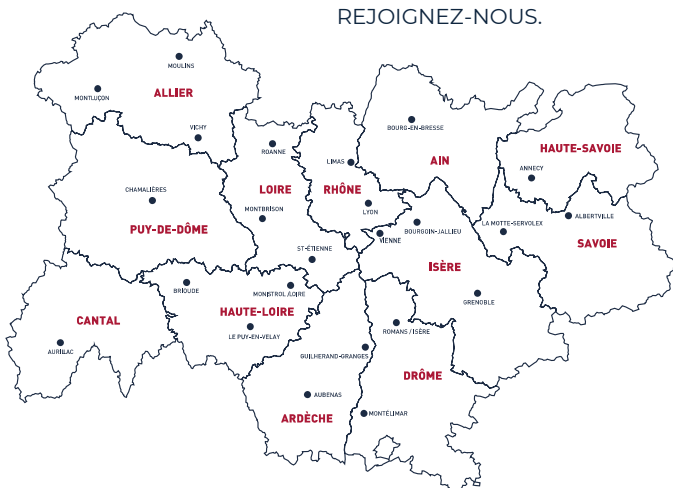 REJOIGNEZ-NOUS.
MOULINS
MONTLUÇON
ALLIER
VICHY
BOURG-EN-BRESSE
ROANNE
LIMAS
AIN
HAUTE-SAVOIE
ANNECY
CHAMALIÈRES
LOIRE
RHÔNE
MONTBRISON
LYON
PUY-DE-DÔME
BOURGOIN-JALLIEU
LA MOTTE-SERVOLEX
ALBERTVILLE
VIENNE
SAVOIE
ST-ÉTIENNE
ISÈRE
BRIOUDE
MONISTROL /LOIRE
GRENOBLE
HAUTE-LOIRE
CANTAL
LE PUY-EN-VELAY
ROMANS / ISÈRE
AURILLAC
GUILHERAND-GRANGES
DRÔME
AUBENAS
ARDÈCHE
MONTÉLIMAR